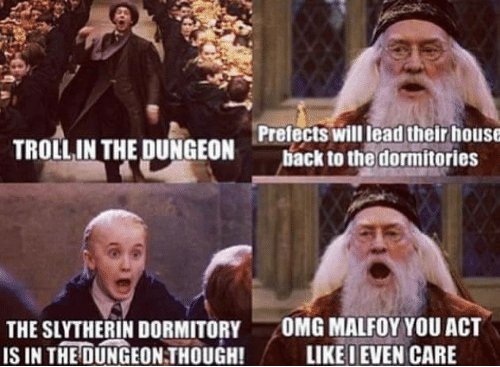 TROLL IN THE DUNGEON
Prefects will lead their house
back to the dormitories
THE SLYTHERIN DORMITORY
IS IN THE DUNGEON THOUGH!
OMG MALFOY YOU ACT
LIKE I EVEN CARE